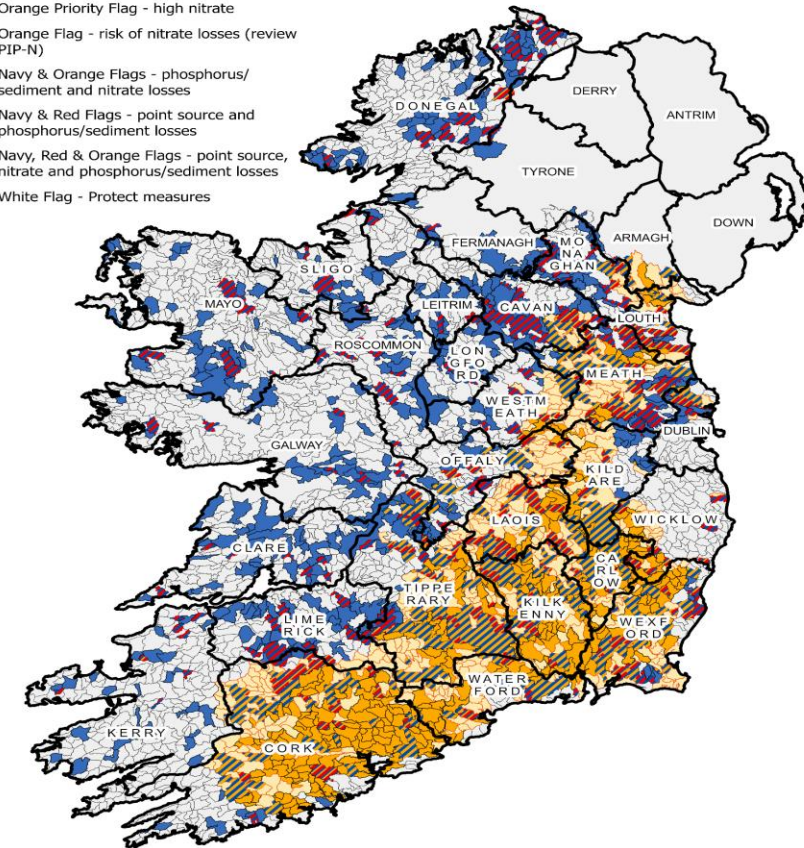 Orange Priority Flag - high nitrate
Orange Flag - risk of nitrate losses (review
PIP-N)
Navy & Orange Flags - phosphorus/
sediment and nitrate losses
Navy & Red Flags - point source and
phosphorus/sediment losses
Navy, Red & Orange Flags - point source,
nitrate and phosphorus/sediment losses
White Flag - Protect measures
DONEGAL
DERRY
ANTRIM
TYRONE
DOWN
FERMANAGH
MO
NA
GHAN
ARMAGH
SLIGO
MAYO
LEITRIM
CAVAN
LOUTH
ROSCOMMON
LON
GFO
RD
MEATH
WESTM
EATH
GALWAY
DUBLIN
OFFALY
KILD
ARE
LAOIS
WICKLOW
CLARE
CA
RL
OW
TIPPE
RARY
KILK
ENNY
LIME
RICK
WEXF
ORD
WATER
FORD
KERRY
CORK